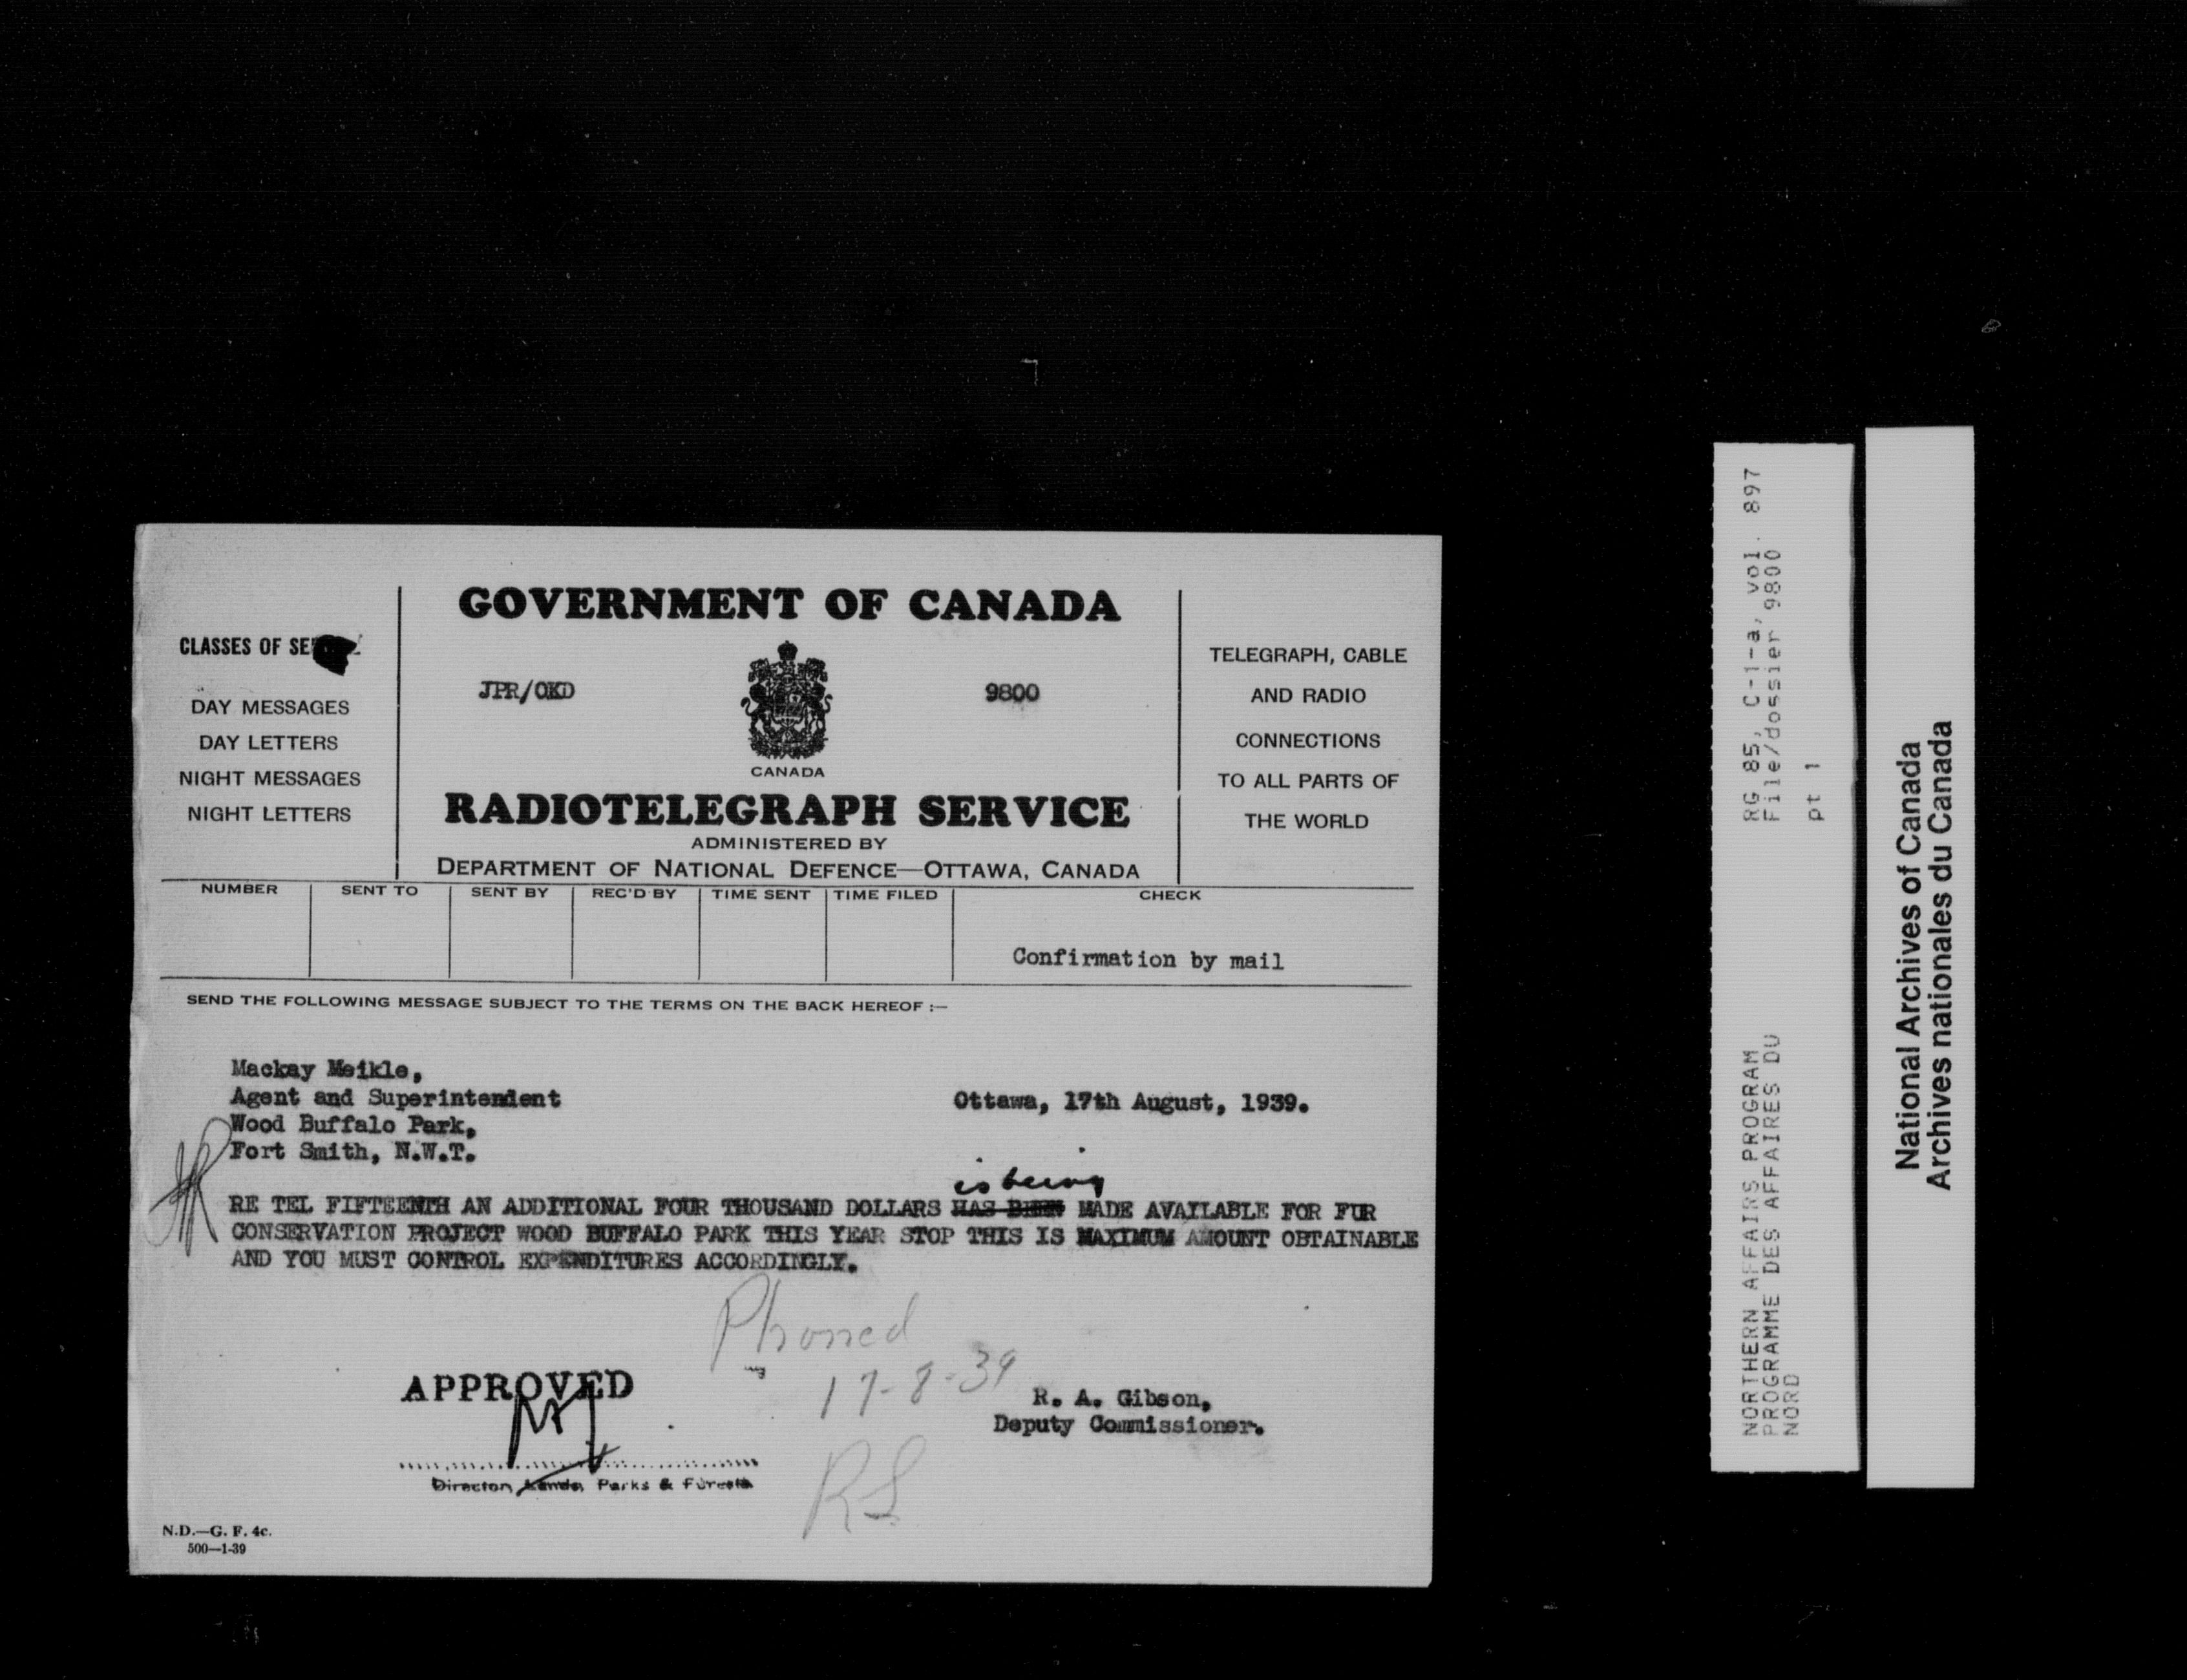 GOVERNMENT OF CANADA
CLASSES OF SE
DAY MESSAGES
DAY LETTERS
NIGHT MESSAGES
NIGHT LETTERS
JPR/OKD
9800
CANADA
RADIOTELEGRAPH SERVICE
ADMINISTERED BY
DEPARTMENT OF NATIONAL DEFENCE—OTTAWA, CANADA
TELEGRAPH, CABLE
AND RADIO
CONNECTIONS
TO ALL PARTS OF
THE WORLD
NUMBER SENT TO SENT BY REC'D BY TIME SENT TIME FILED CHECK
Confirmation by mail
SEND THE FOLLOWING MESSAGE SUBJECT TO THE TERMS ON THE BACK HEREOF :—
Mackay Meikle,
Agent and Superintendent
Wood Buffalo Park,
Fort Smith, N.W.T.
Ottawa, 17th August, 1939.
is being
RE TEL FIFTEENTH AN ADDITIONAL FOUR THOUSAND DOLLARS HAS BEEN MADE AVAILABLE FOR FUR
CONSERVATION PROJECT WOOD BUFFALO PARK THIS YEAR STOP THIS IS MAXIMUM AMOUNT OBTAINABLE
AND YOU MUST CONTROL EXPENDITURES ACCORDINGLY.
Phoned
17-8-39
RS
APPROVED
Director, Lands, Parks & Forests
R. A. Gibson,
Deputy Commissioner.
N.D.—G. F. 4c.
500—1-39
RG 85, C-1-a, vol. 897
File/dossier 9800
pt 1
NORTHERN AFFAIRS PROGRAM
PROGRAMME DES AFFAIRES DU
NORD
National Archives of Canada
Archives nationales du Canada